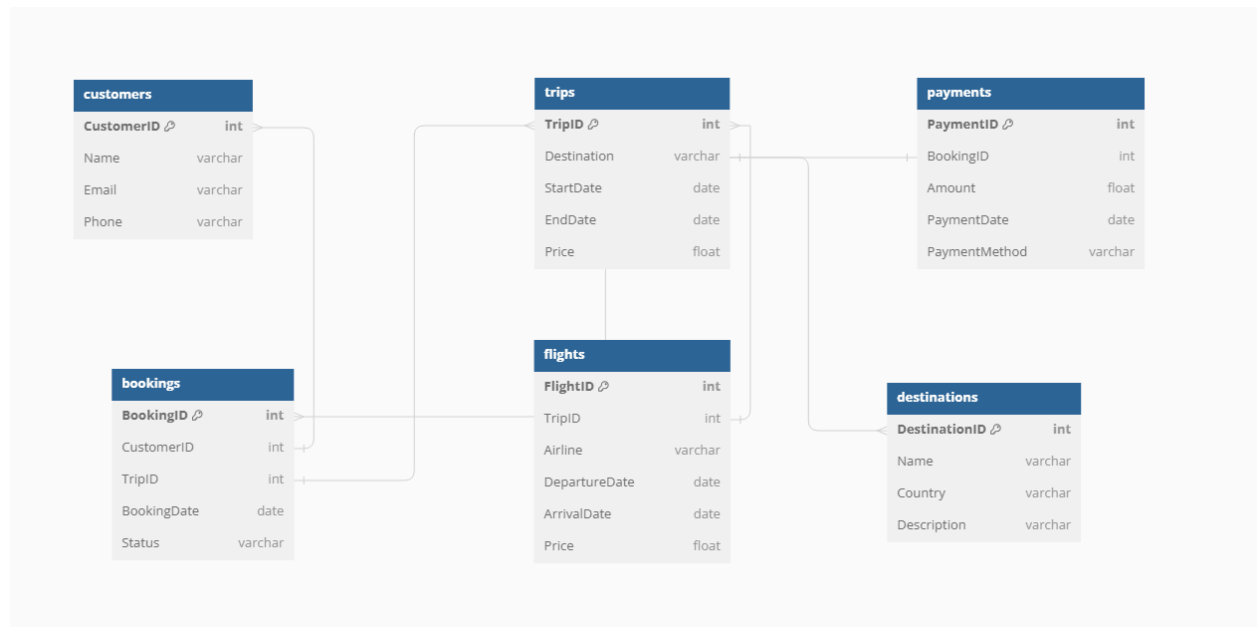 customers
CustomerID int
Name varchar
Email varchar
Phone varchar
trips
TripID int
Destination varchar
StartDate date
EndDate date
Price float
payments
PaymentID int
BookingID int
Amount float
PaymentDate date
PaymentMethod varchar
bookings
BookingID int
CustomerID int
TripID int
BookingDate date
Status varchar
flights
FlightID int
TripID int
Airline varchar
DepartureDate date
ArrivalDate date
Price float
destinations
DestinationID int
Name varchar
Country varchar
Description varchar